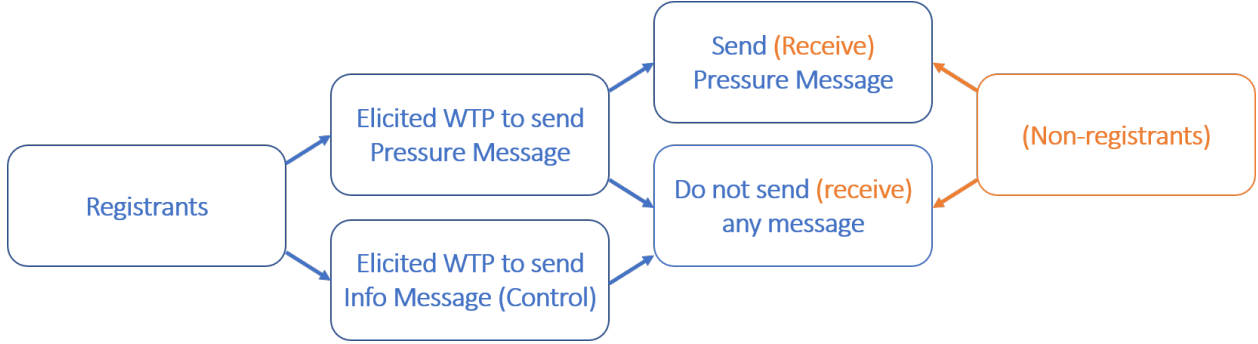 Registrants
Elicited WTP to send
Pressure Message
Elicited WTP to send
Info Message (Control)
Send (Receive)
Pressure Message
Do not send (receive)
any message
(Non-registrants)